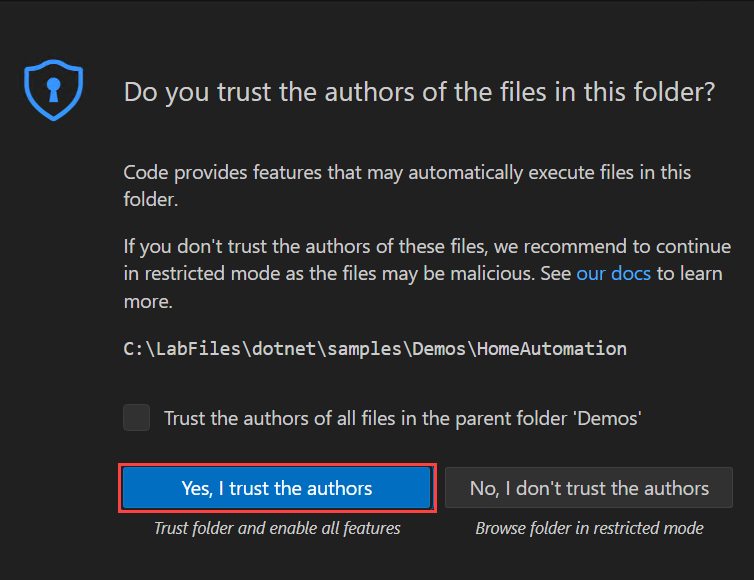 Do you trust the authors of the files in this folder?
Code provides features that may automatically execute files in this
folder.
If you don't trust the authors of these files, we recommend to continue
in restricted mode as the files may be malicious. See our docs to learn
more.
C:\LabFiles\dotnet\samples\Demos\HomeAutomation
Trust the authors of all files in the parent folder 'Demos'
Yes, I trust the authors
No, I don't trust the authors
Trust folder and enable all features
Browse folder in restricted mode